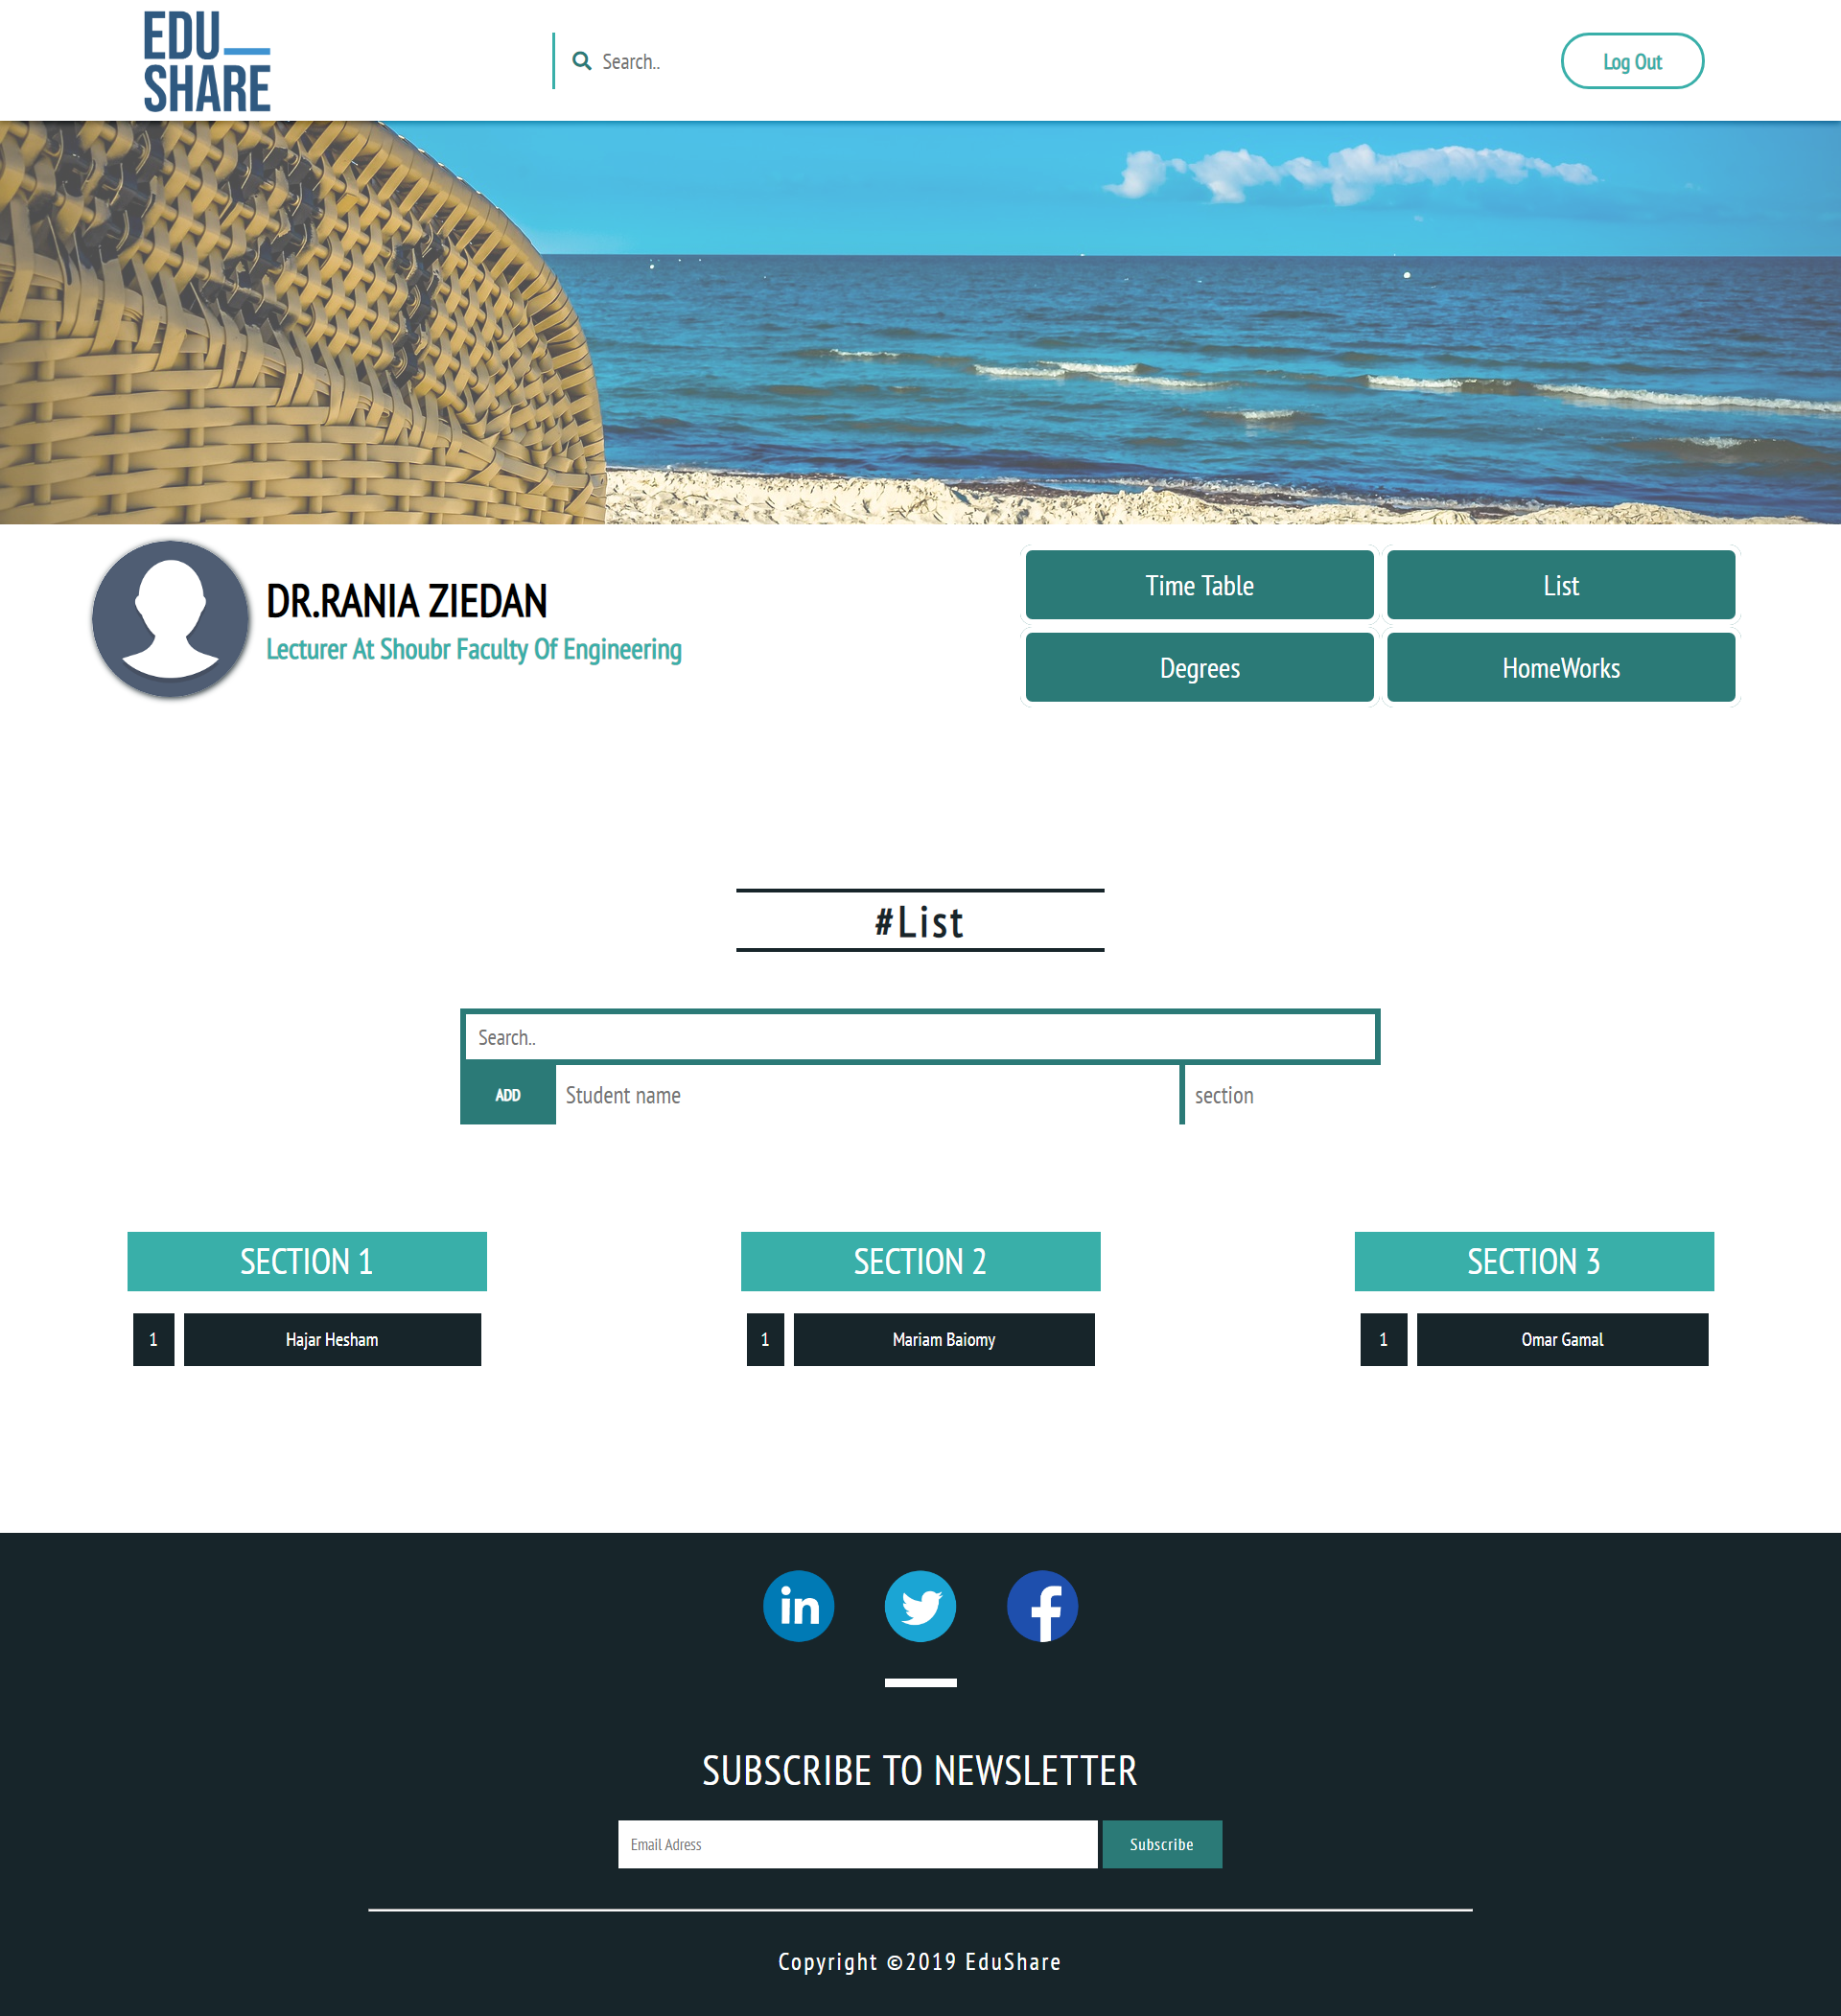 EDU
SHARE
Search..
Log Out
DR.RANIA ZIEDAN
Lecturer At Shoubr Faculty Of Engineering
Time Table
List
Degrees
HomeWorks
#List
Search..
ADD
Student name
section
SECTION 1
1
Hajar Hesham
SECTION 2
1
Mariam Baiomy
SECTION 3
1
Omar Gamal
in
f
SUBSCRIBE TO NEWSLETTER
Email Adress
Subscribe
Copyright ©2019 EduShare